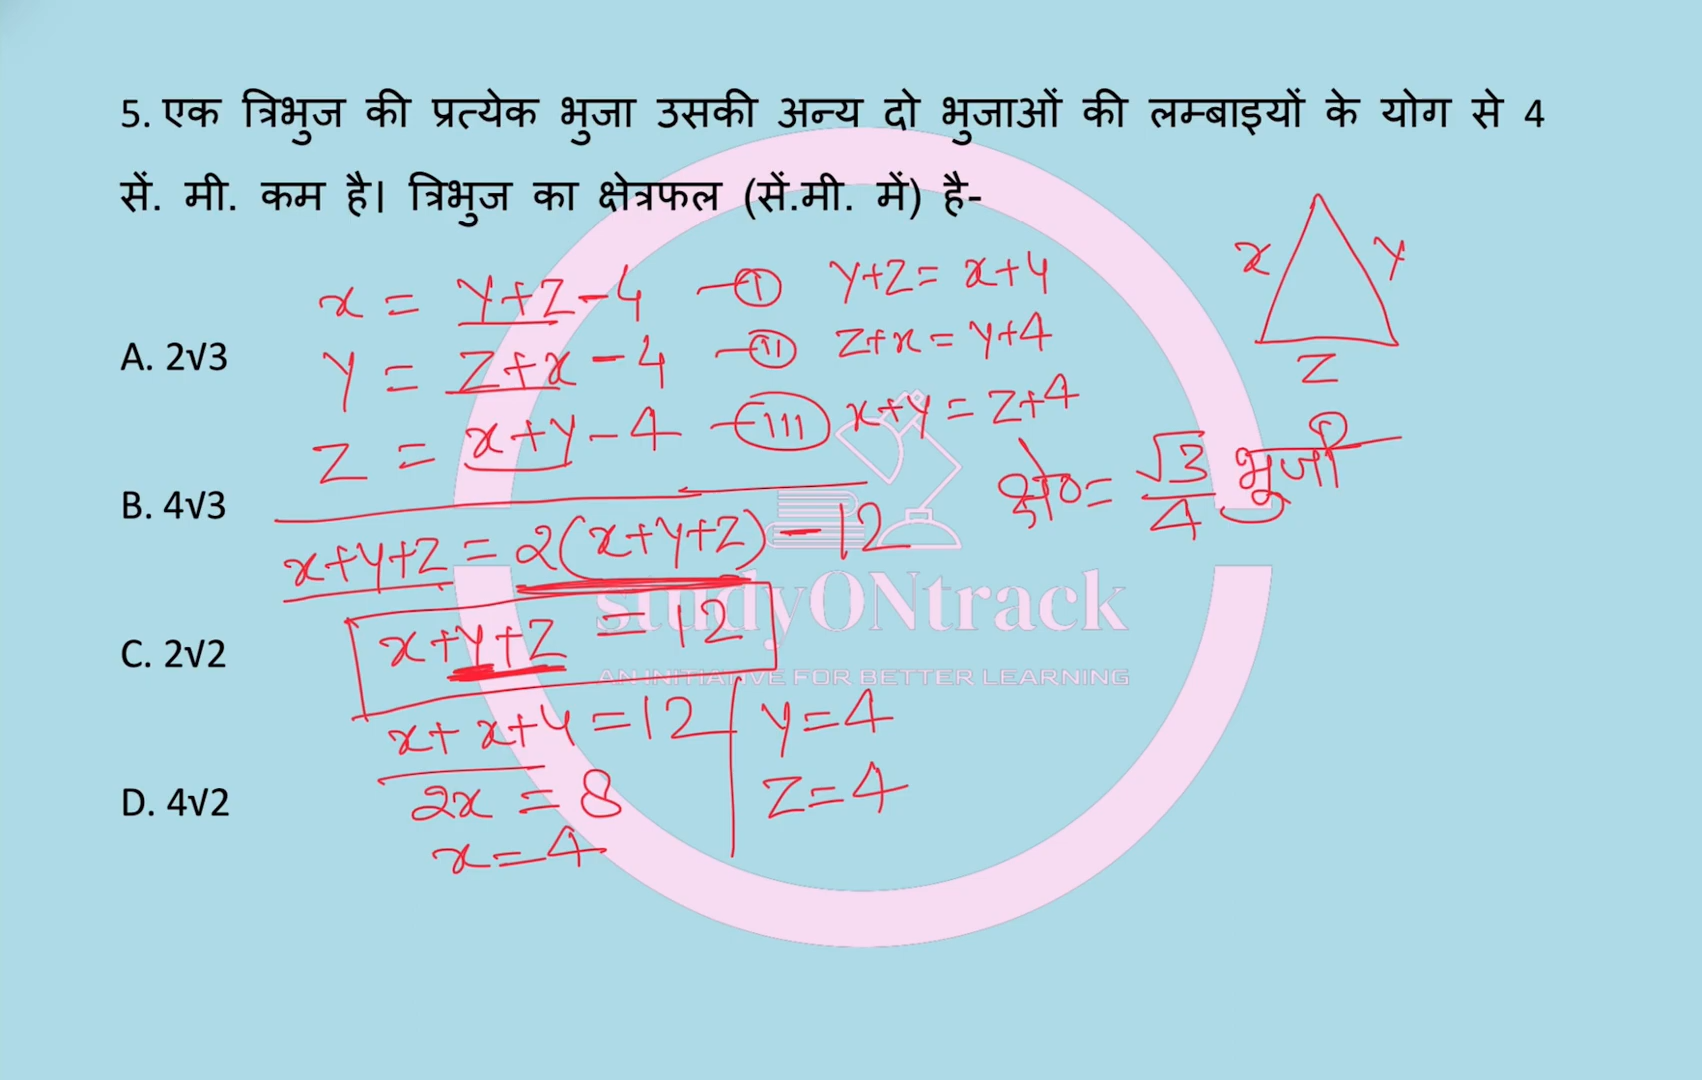 5. एक त्रिभुज की प्रत्येक भुजा उसकी अन्य दो भुजाओं की लम्बाइयों के योग से 4
सें. मी. कम है। त्रिभुज का क्षेत्रफल (सें.मी. में) है-
x = y+z-4 — (I) y+z = x+4
x y
A. 2√3
y = z+x-4 — (II) z+x = y+4
z
z = x+y-4 — (III) x+y = z+4
B. 4√3
= √3/4
x+y+z = 2(x+y+z) - 12
studyONtrack
C. 2√2
x+y+z = 12
AN INITIATIVE FOR BETTER LEARNING
x+x+4 = 12 y=4
D. 4√2
2x = 8 z=4
x=4